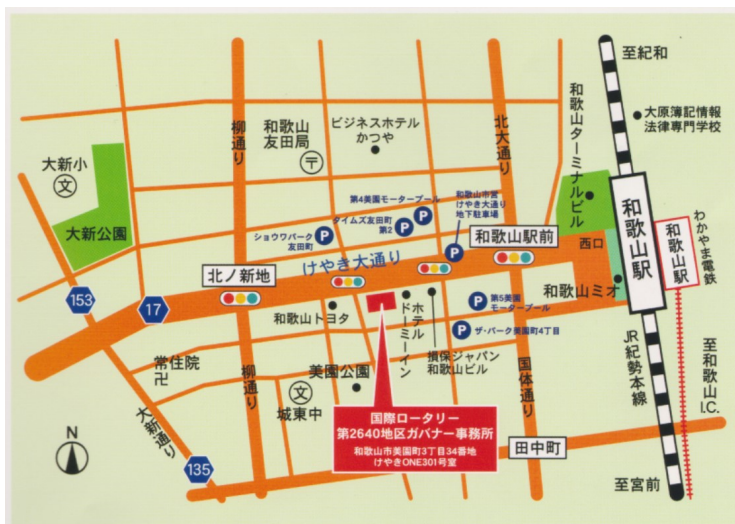 至紀和
大原簿記情報
法律専門学校
和歌山ターミナルビル
北大通り
ビジネスホテル
かつや
和歌山
友田局
〒
柳通り
大新小
文
大新公園
第4美園モータープール
タイムズ友田町
第2
P
P
ショウワパーク
友田町
P
和歌山市営
けやき大通り
地下駐車場
P
和歌山駅前
西口
和歌山駅
和歌山駅
わかやま電鉄
けやき大通り
北ノ新地
153
17
和歌山トヨタ
ホテル
ドーミーイン
第5美園
モータープール
P
和歌山ミオ
ザ・パーク美園町4丁目
P
損保ジャパン
和歌山ビル
常住院
卍
大新通り
柳通り
文
城東中
美園公園
国体通り
JR紀勢本線
至和歌山I.C.
国際ロータリー
第2640地区ガバナー事務所
和歌山市美園町3丁目34番地
けやきONE301号室
田中町
N
135
至宮前